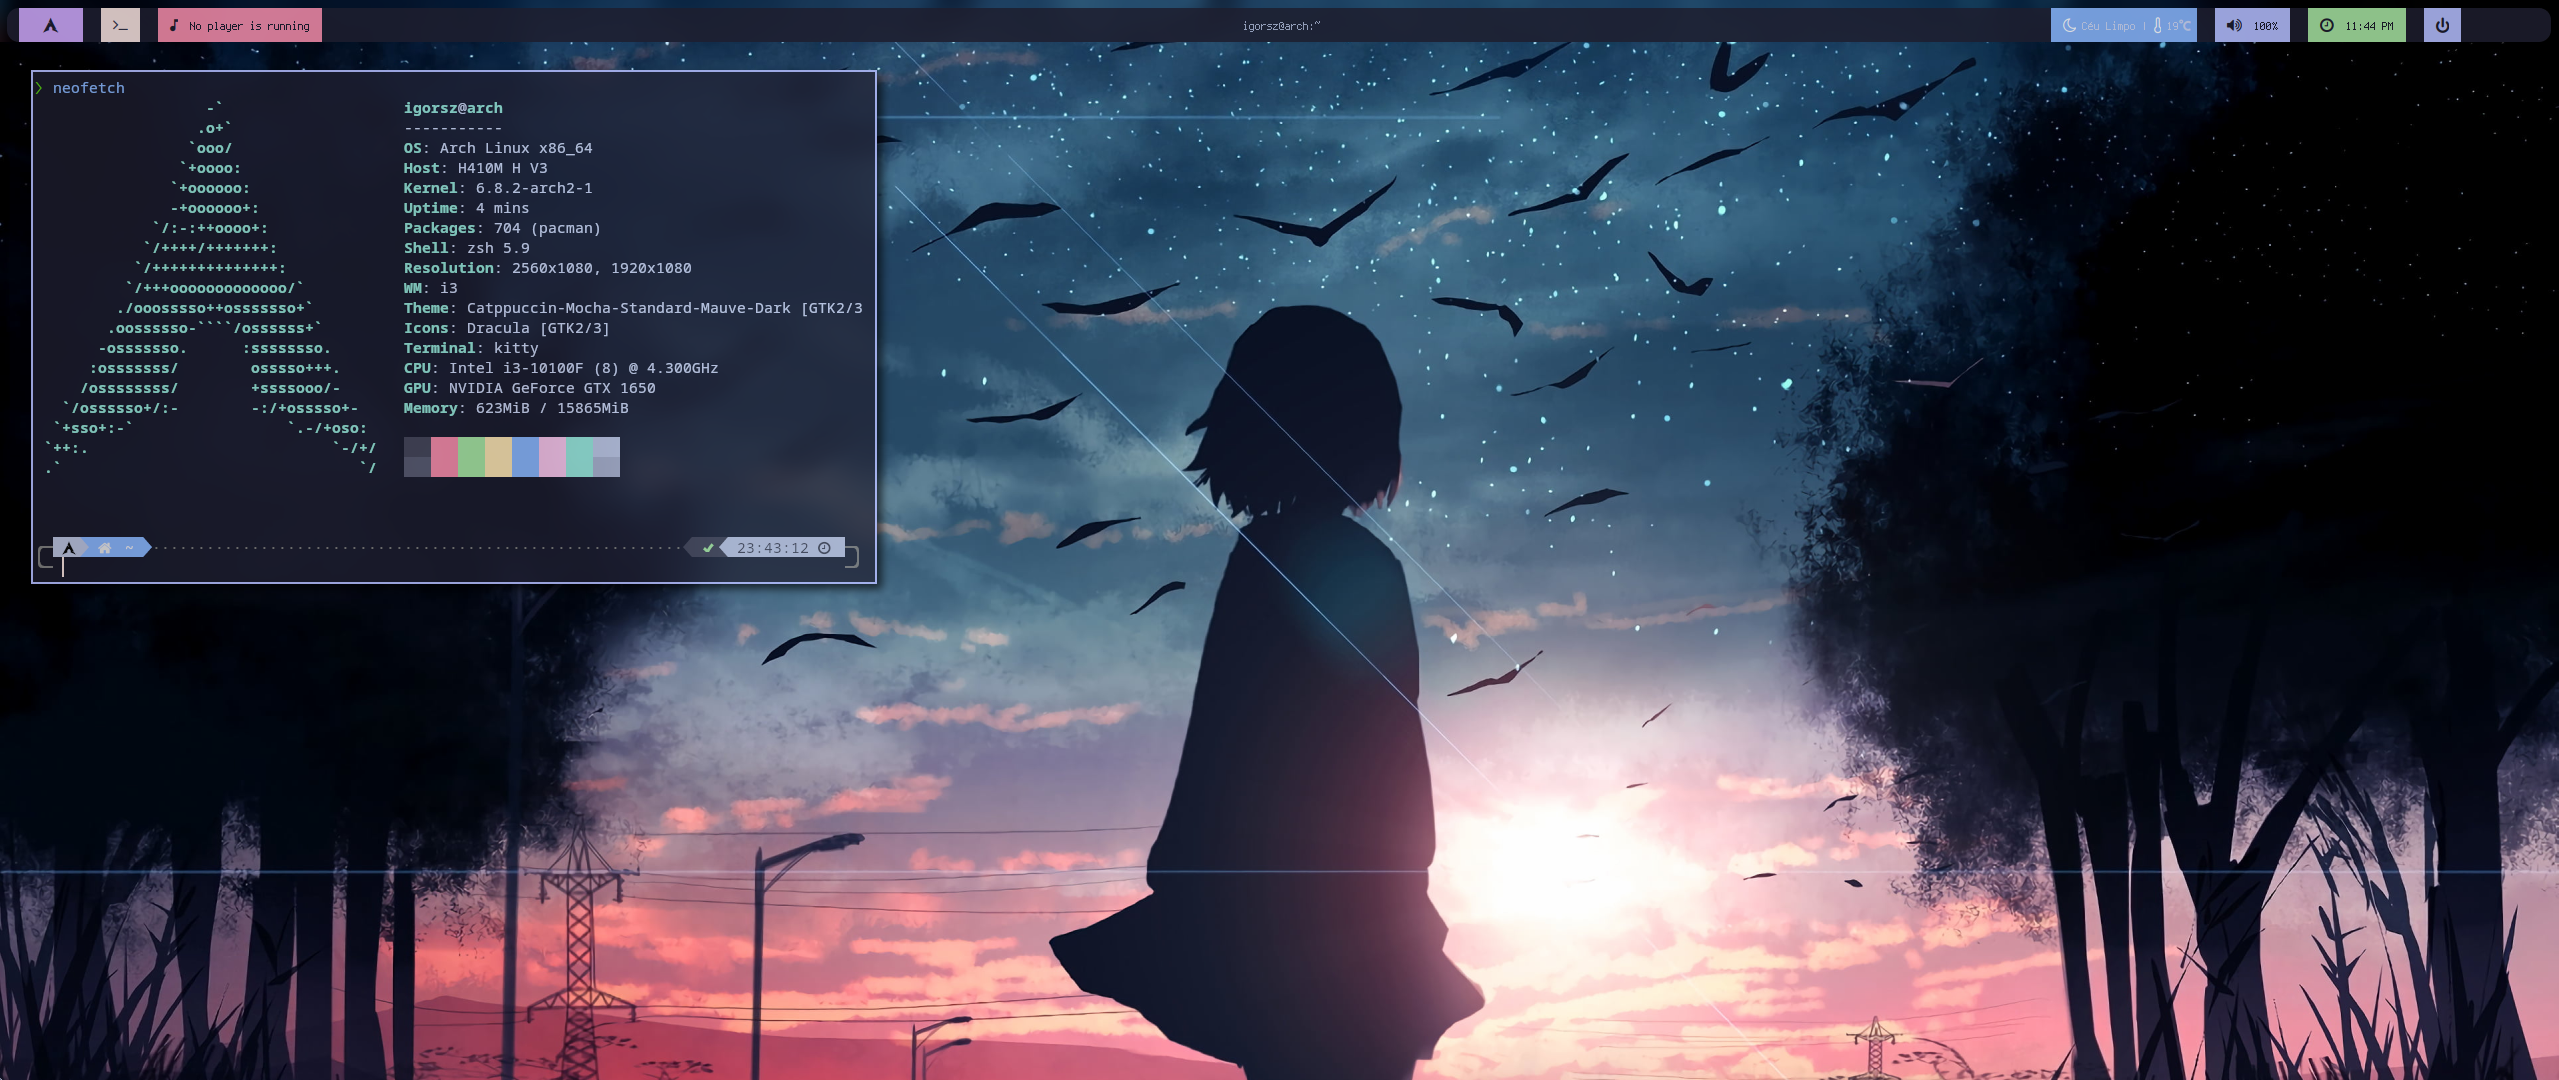 No player is running
igorsz@arch:~
Céu Limpo | 19°C
100%
11:44 PM
❯ neofetch
igorsz@arch
-----------
OS: Arch Linux x86_64
Host: H410M H V3
Kernel: 6.8.2-arch2-1
Uptime: 4 mins
Packages: 704 (pacman)
Shell: zsh 5.9
Resolution: 2560x1080, 1920x1080
WM: i3
Theme: Catppuccin-Mocha-Standard-Mauve-Dark [GTK2/3
Icons: Dracula [GTK2/3]
Terminal: kitty
CPU: Intel i3-10100F (8) @ 4.300GHz
GPU: NVIDIA GeForce GTX 1650
Memory: 623MiB / 15865MiB
~ 23:43:12